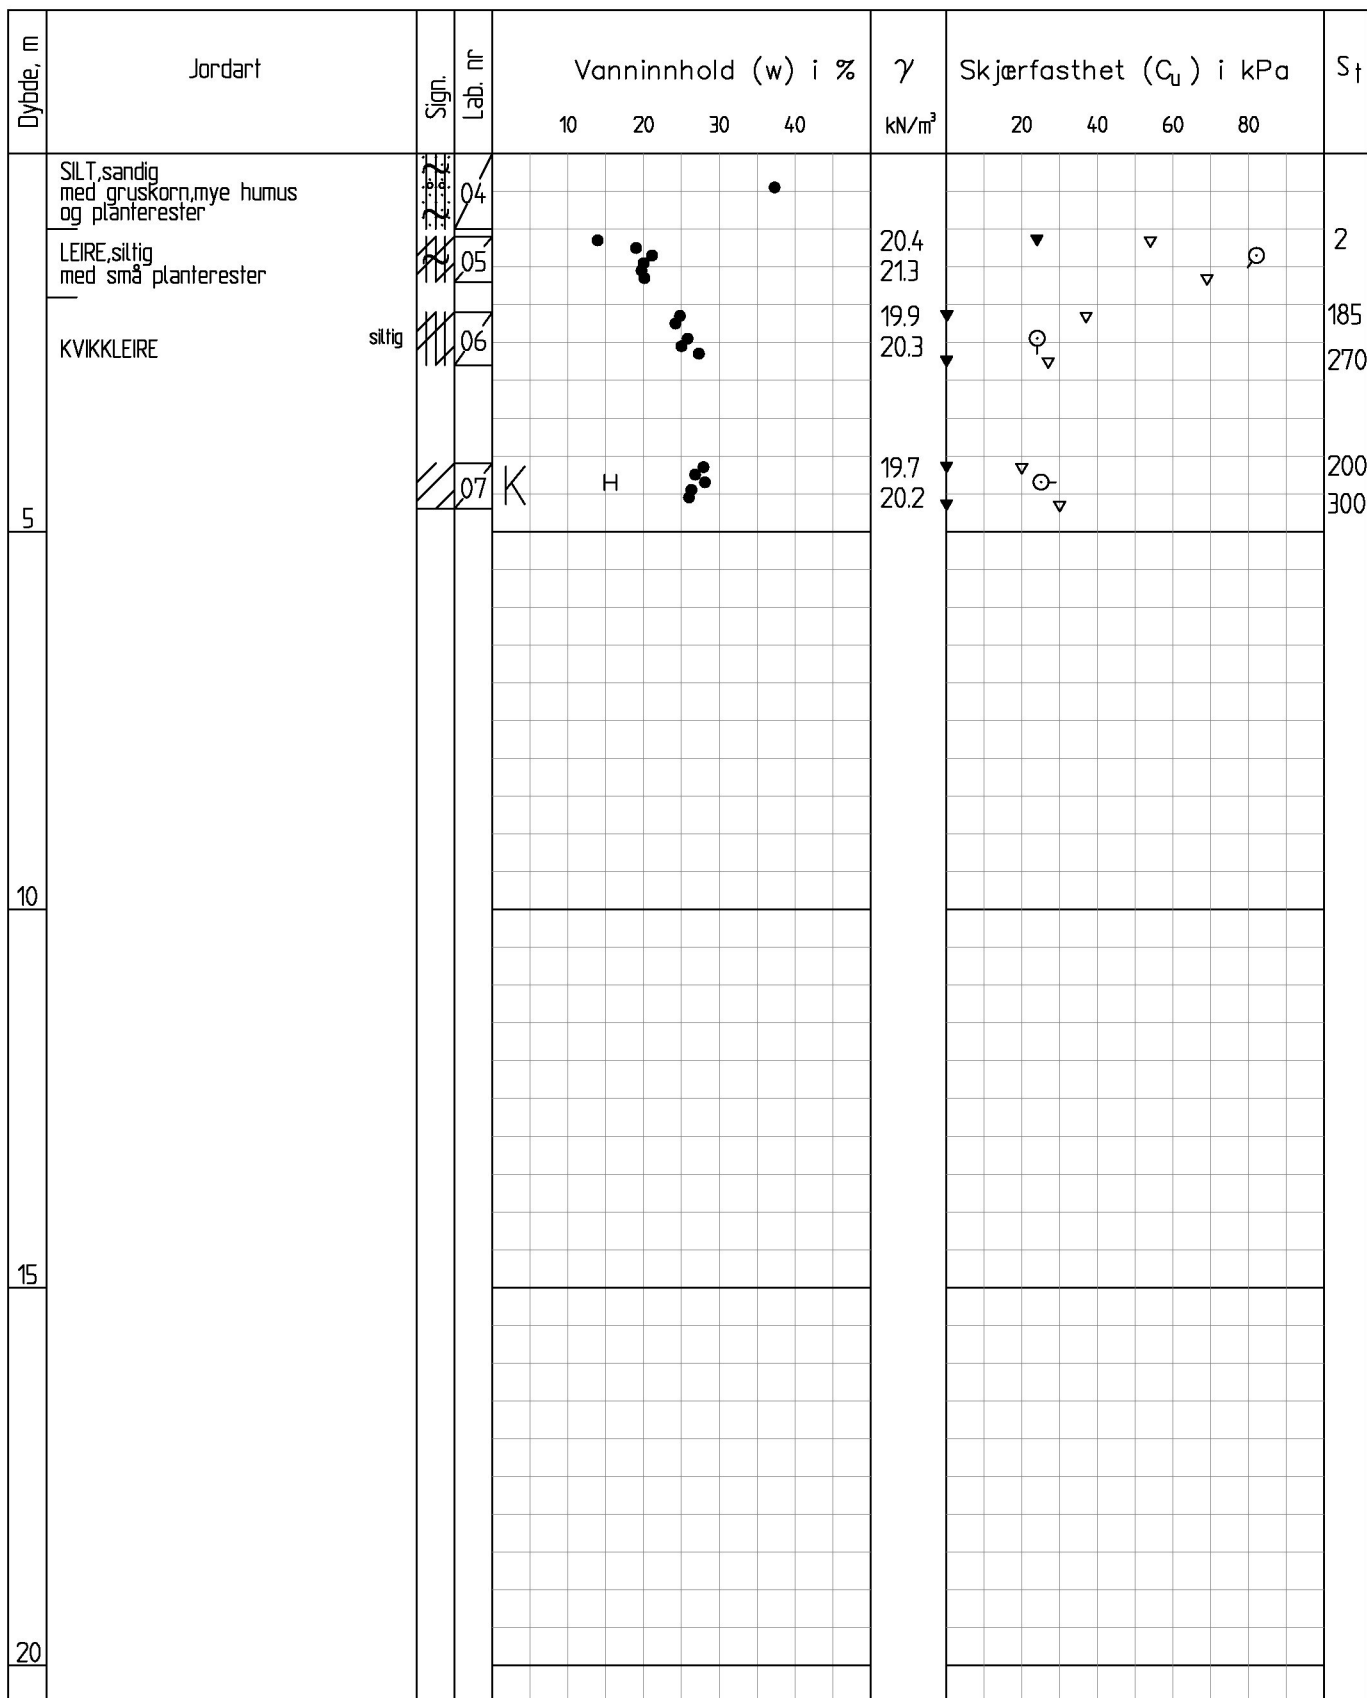 Dybde, m
Jordart
Sign.
Lab. nr
Vanninnhold (w) i %
10 20 30 40
γ
kN/m³
Skjærfasthet (Cu) i kPa
20 40 60 80
St
SILT,sandig
med gruskorn,mye humus
og planterester
04
LEIRE,siltig
med små planterester
05
20.4
21.3
2
KVIKKLEIRE
siltig
06
19.9
20.3
185
270
07
K
H
19.7
20.2
200
300
5
10
15
20